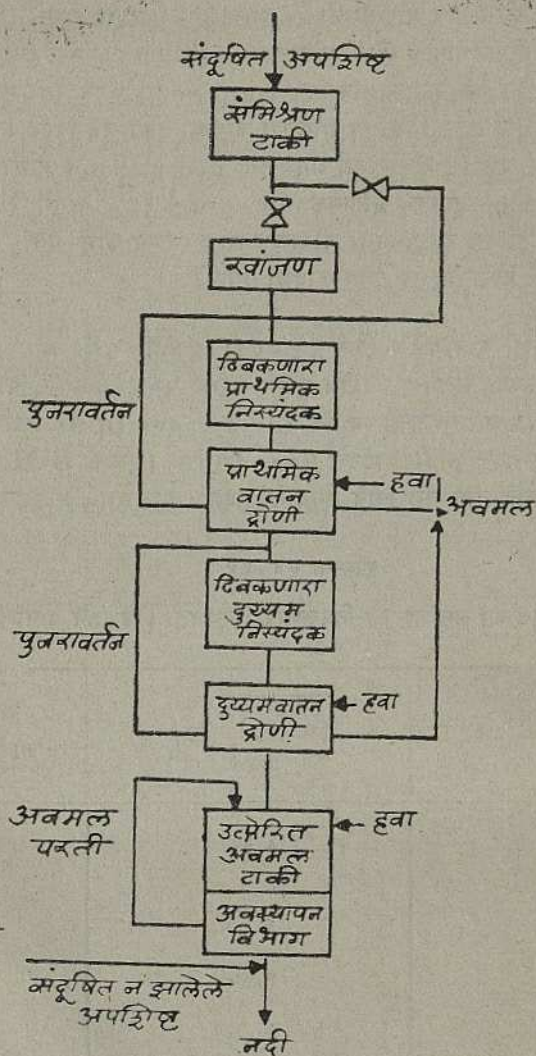 संदूषित अपशिष्ट
संमिश्रण
टाकी
खांजण
ठिबकणारा
प्राथमिक
निस्यंदक
पुनरावर्तन
प्राथमिक
वातन
द्रोणी
हवा
अवमल
ठिबकणारा
दुय्यम
निस्यंदक
पुनरावर्तन
दुय्यम वातन
द्रोणी
हवा
अवमल
परती
उत्प्रेरित
अवमल
टाकी
हवा
अवस्थापन
विभाग
संदूषित न झालेले
अपशिष्ट
नदी